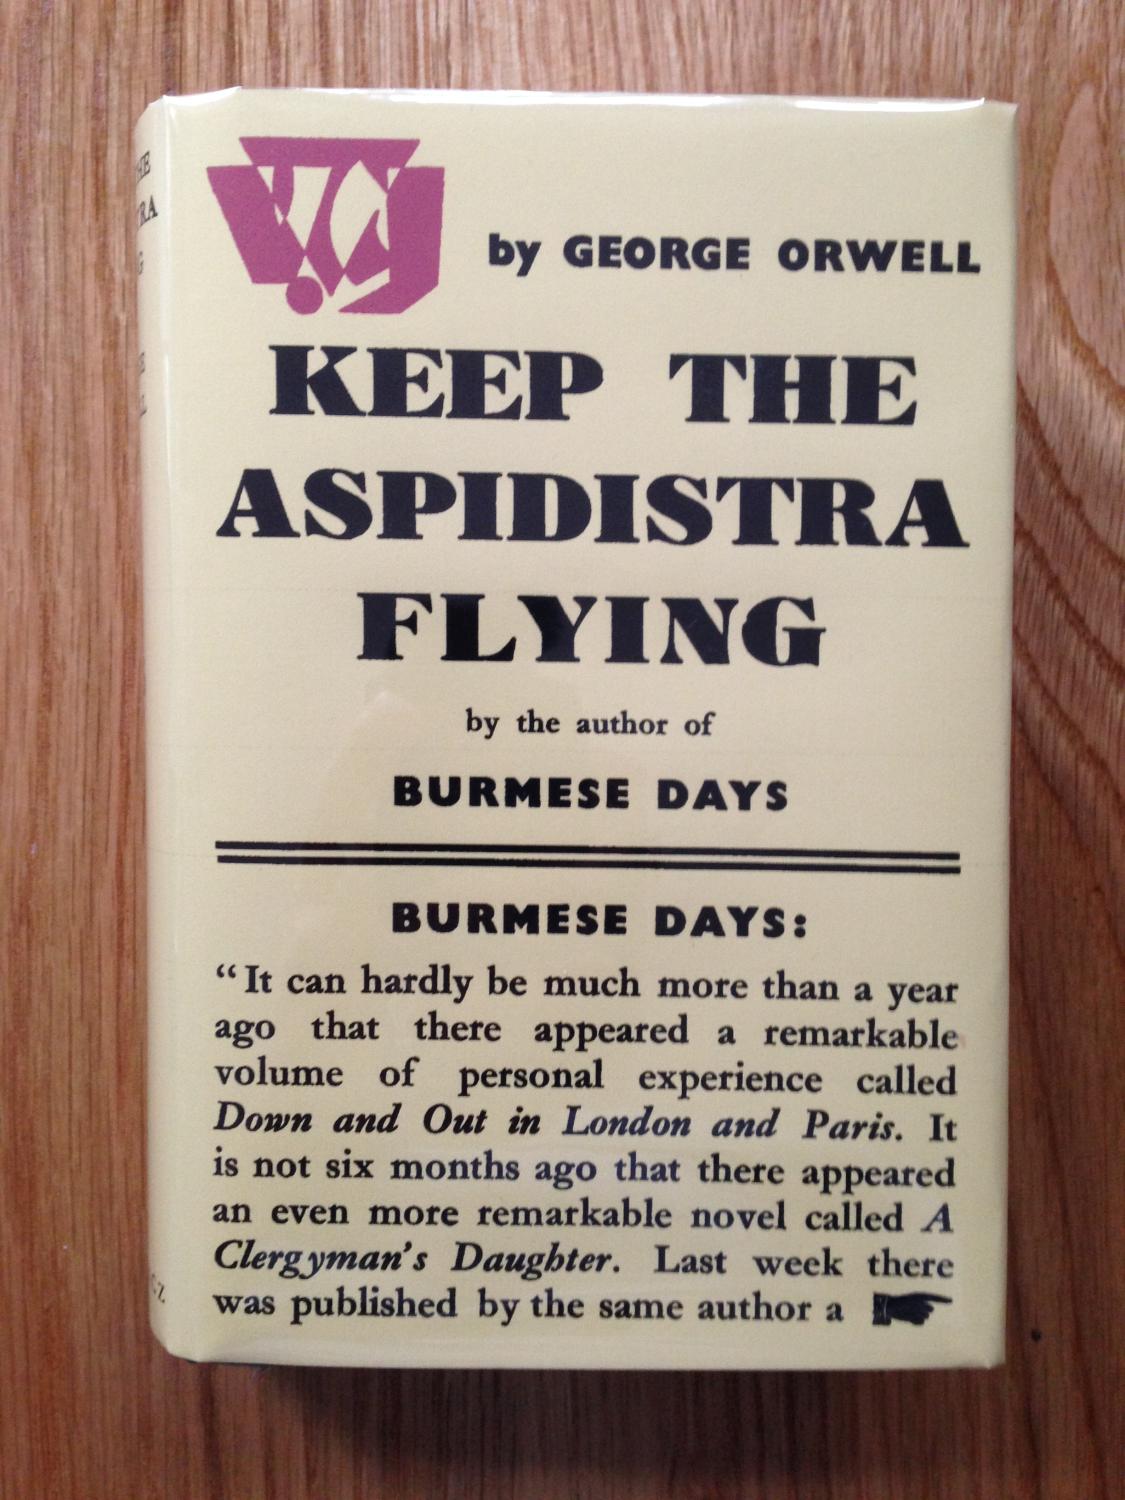 by GEORGE ORWELL
KEEP THE
ASPIDISTRA
FLYING
by the author of
BURMESE DAYS
BURMESE DAYS:
“It can hardly be much more than a year
ago that there appeared a remarkable
volume of personal experience called
Down and Out in London and Paris. It
is not six months ago that there appeared
an even more remarkable novel called A
Clergyman's Daughter. Last week there
was published by the same author a